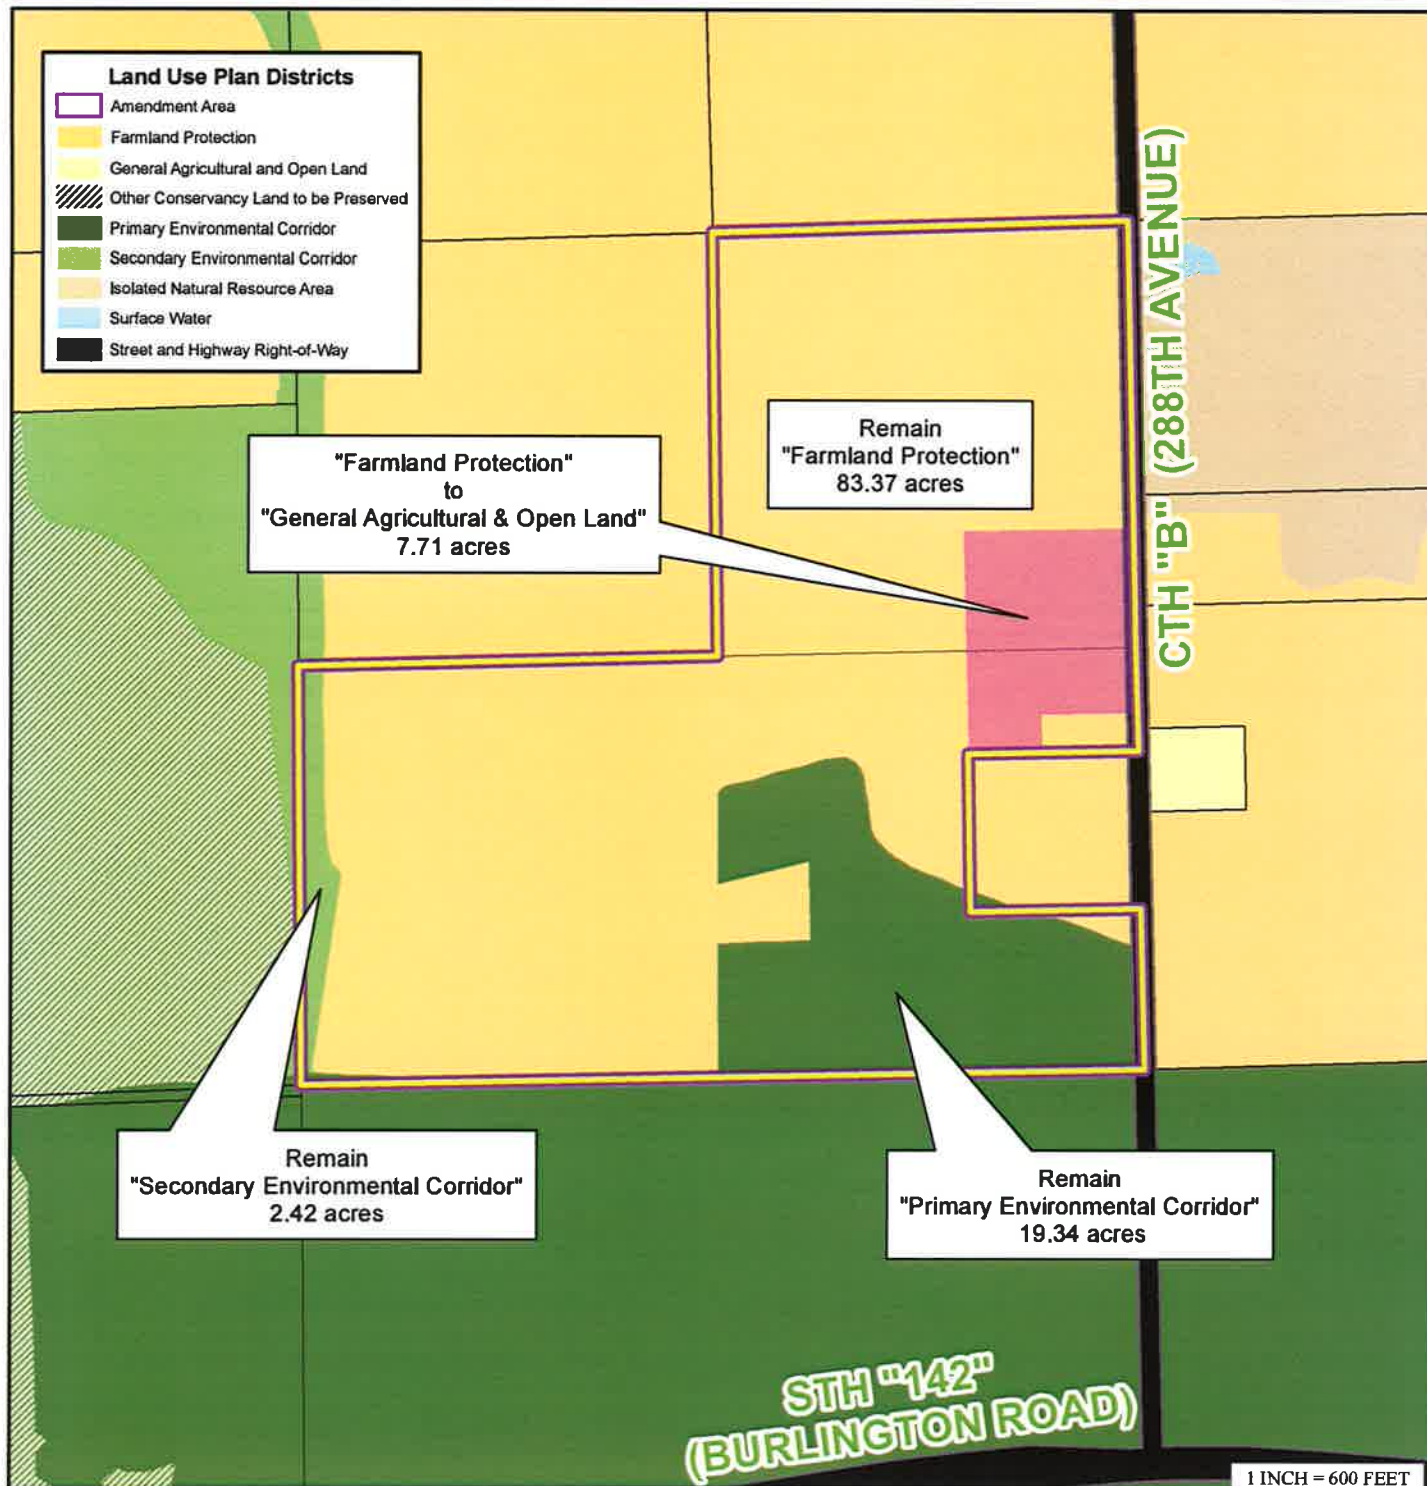 Land Use Plan Districts
Amendment Area
Farmland Protection
General Agricultural and Open Land
Other Conservancy Land to be Preserved
Primary Environmental Corridor
Secondary Environmental Corridor
Isolated Natural Resource Area
Surface Water
Street and Highway Right-of-Way
CTH "B" (288TH AVENUE)
Remain
"Farmland Protection"
83.37 acres
"Farmland Protection"
to
"General Agricultural & Open Land"
7.71 acres
Remain
"Secondary Environmental Corridor"
2.42 acres
Remain
"Primary Environmental Corridor"
19.34 acres
STH "142"
(BURLINGTON ROAD)
1 INCH = 600 FEET